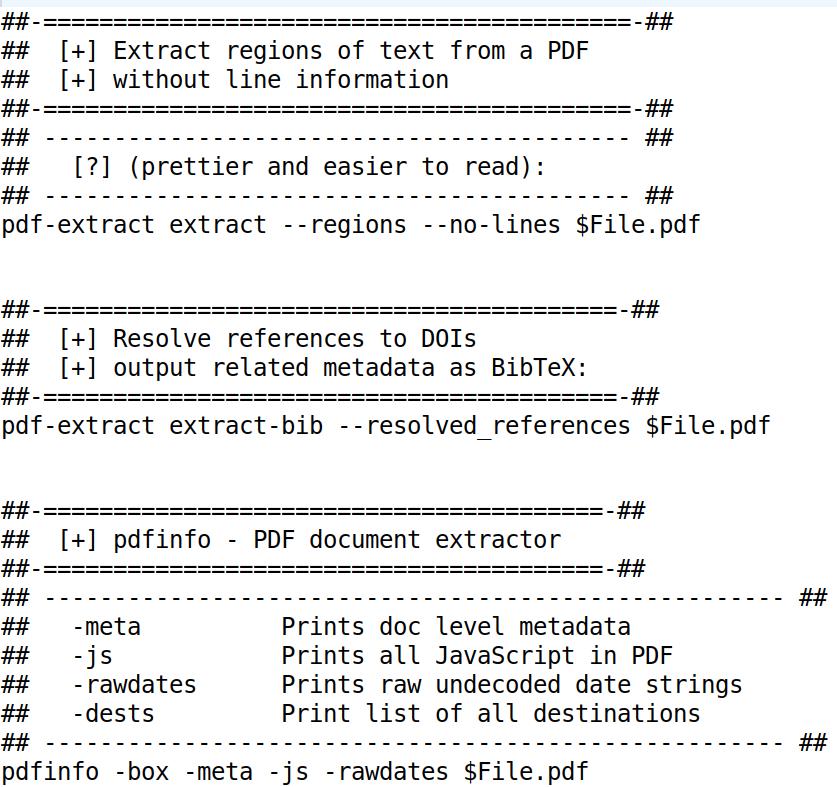 ##-==========================================-##
##  [+] Extract regions of text from a PDF
##  [+] without line information
##-==========================================-##
## ------------------------------------------ ##
##   [?] (prettier and easier to read):
## ------------------------------------------ ##
pdf-extract extract --regions --no-lines $File.pdf
##-=========================================-##
##  [+] Resolve references to DOIs
##  [+] output related metadata as BibTeX:
##-=========================================-##
pdf-extract extract-bib --resolved_references $File.pdf
##-========================================-##
##  [+] pdfinfo - PDF document extractor
##-========================================-##
## ----------------------------------------------------- ##
##   -meta          Prints doc level metadata
##   -js            Prints all JavaScript in PDF
##   -rawdates      Prints raw undecoded date strings
##   -dests         Print list of all destinations
## ----------------------------------------------------- ##
pdfinfo -box -meta -js -rawdates $File.pdf